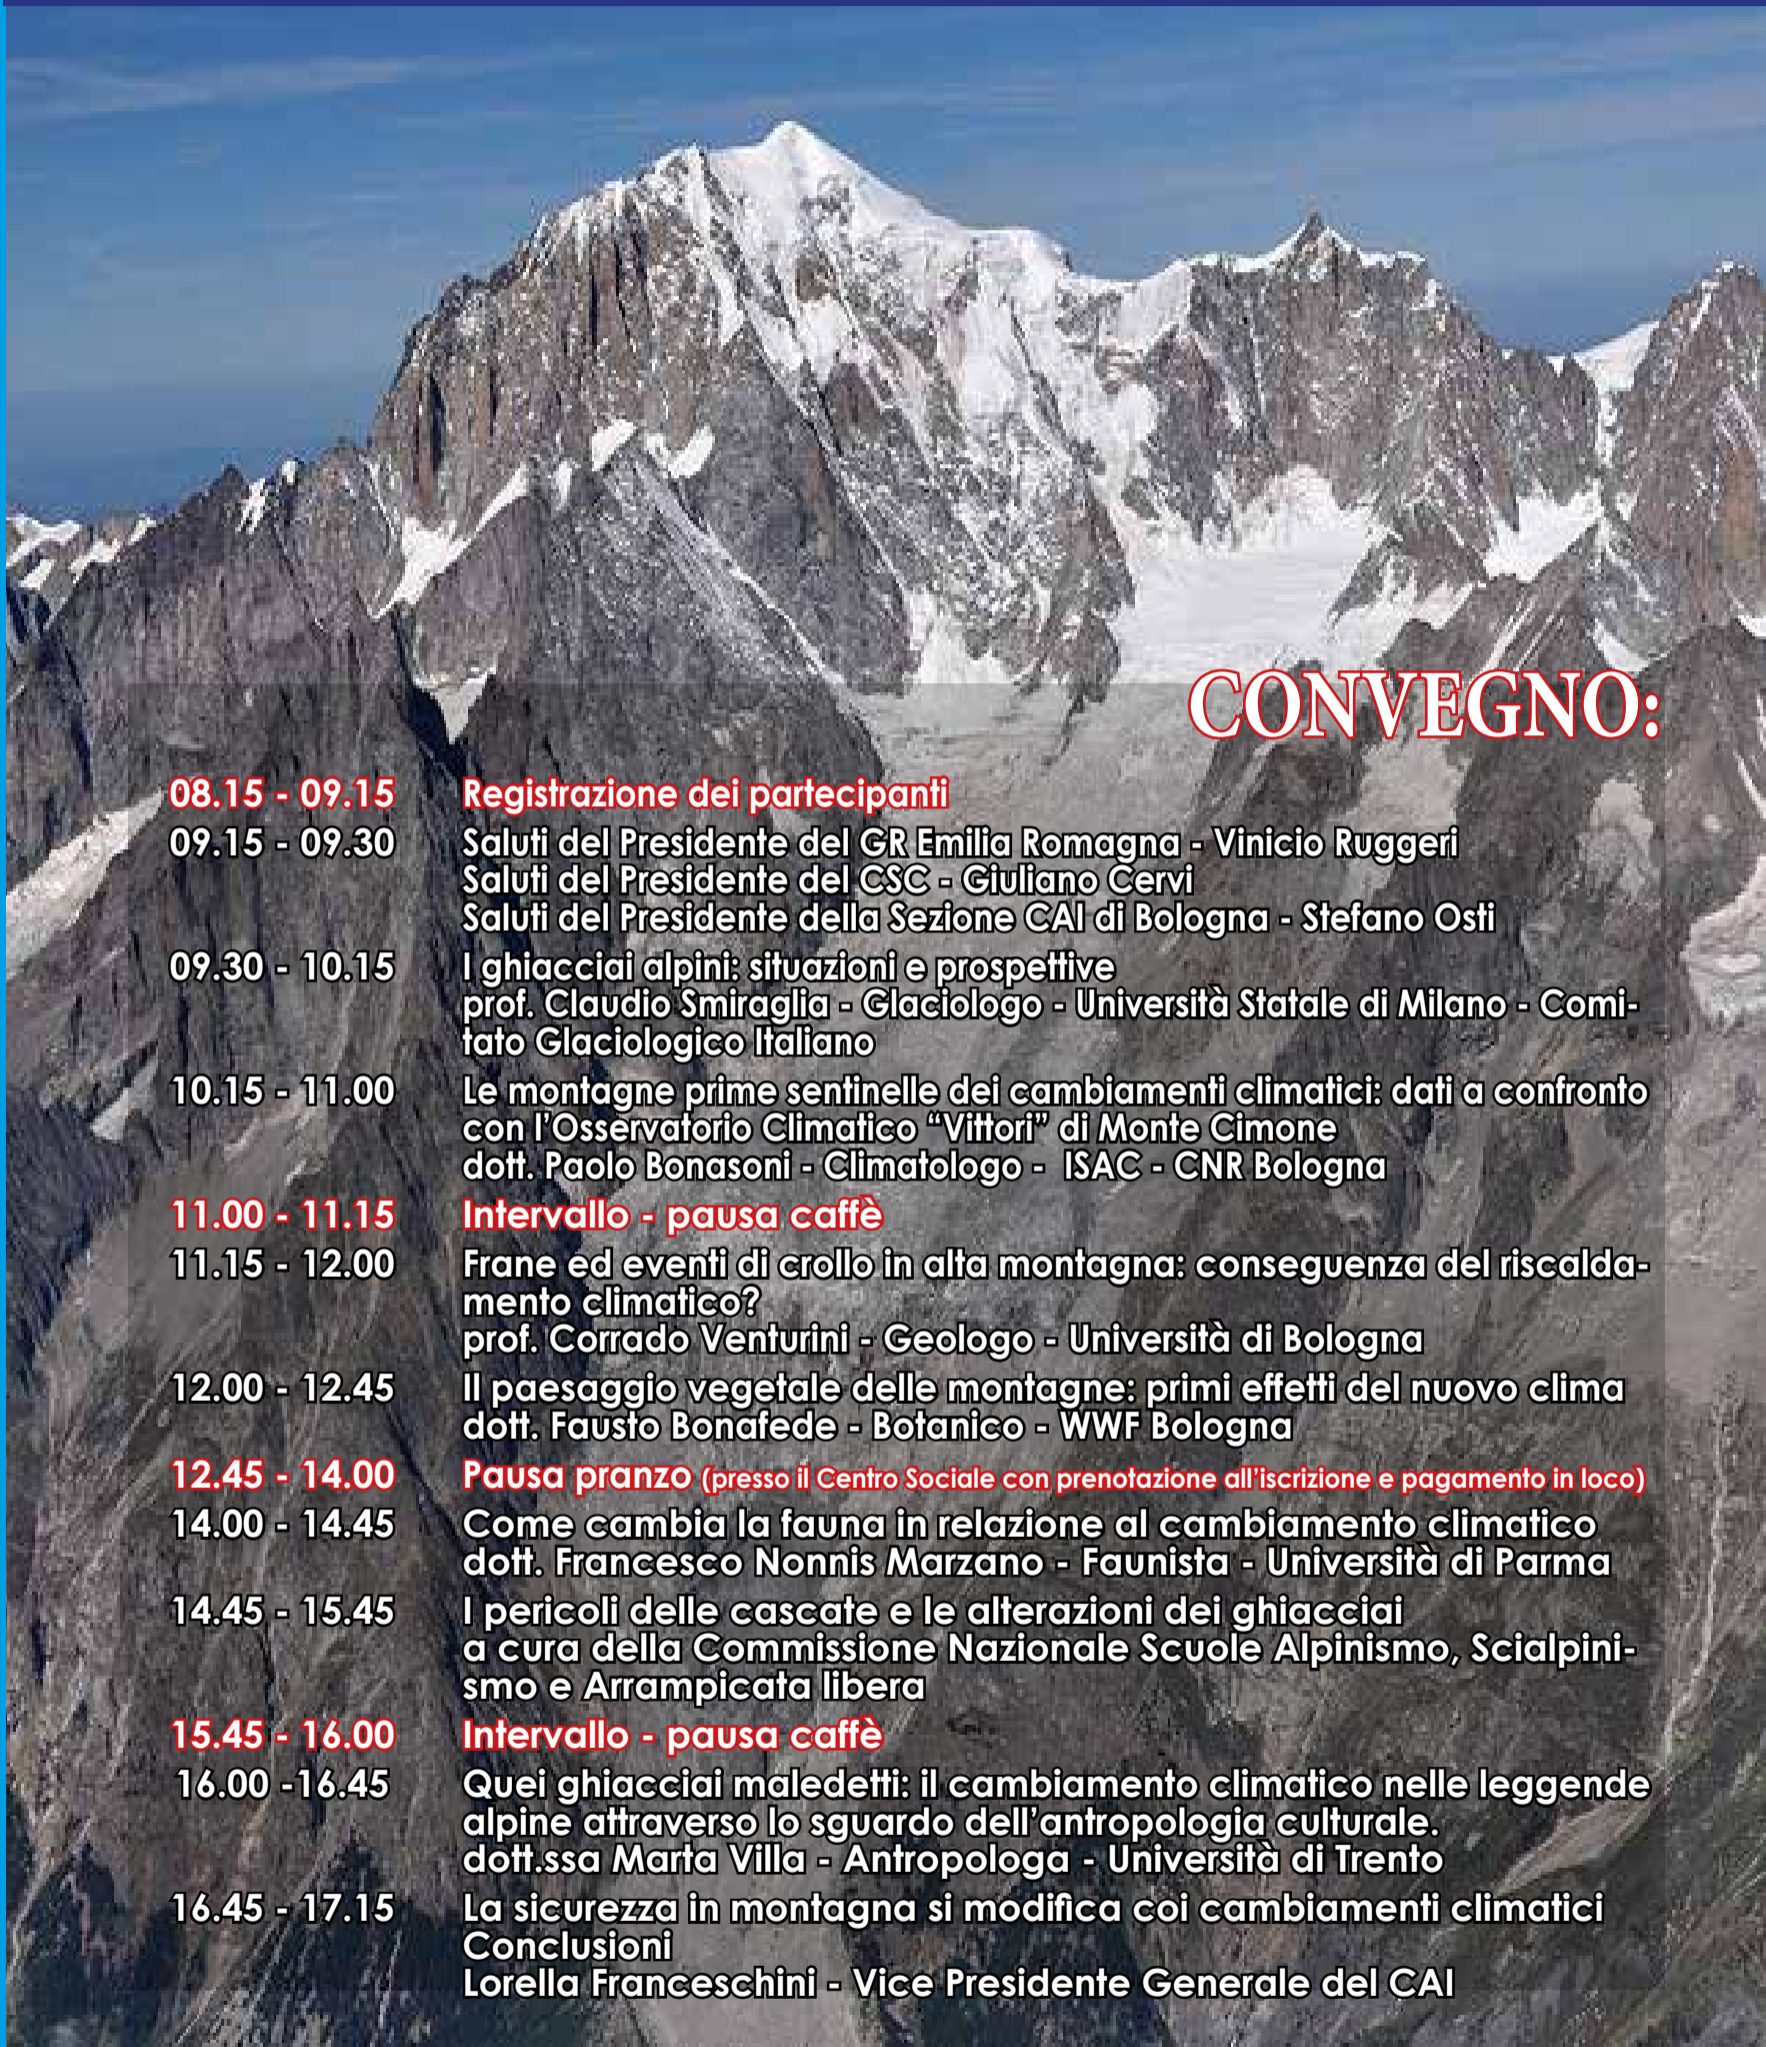 CONVEGNO:
08.15 - 09.15 Registrazione dei partecipanti
09.15 - 09.30 Saluti del Presidente del GR Emilia Romagna - Vinicio Ruggeri
Saluti del Presidente del CSC - Giuliano Cervi
Saluti del Presidente della Sezione CAI di Bologna - Stefano Osti
09.30 - 10.15 I ghiacciai alpini: situazioni e prospettive
prof. Claudio Smiraglia - Glaciologo - Università Statale di Milano - Comi-
tato Glaciologico Italiano
10.15 - 11.00 Le montagne prime sentinelle dei cambiamenti climatici: dati a confronto
con l'Osservatorio Climatico “Vittori” di Monte Cimone
dott. Paolo Bonasoni - Climatologo - ISAC - CNR Bologna
11.00 - 11.15 Intervallo - pausa caffè
11.15 - 12.00 Frane ed eventi di crollo in alta montagna: conseguenza del riscalda-
mento climatico?
prof. Corrado Venturini - Geologo - Università di Bologna
12.00 - 12.45 Il paesaggio vegetale delle montagne: primi effetti del nuovo clima
dott. Fausto Bonafede - Botanico - WWF Bologna
12.45 - 14.00 Pausa pranzo (presso il Centro Sociale con prenotazione all'iscrizione e pagamento in loco)
14.00 - 14.45 Come cambia la fauna in relazione al cambiamento climatico
dott. Francesco Nonnis Marzano - Faunista - Università di Parma
14.45 - 15.45 I pericoli delle cascate e le alterazioni dei ghiacciai
a cura della Commissione Nazionale Scuole Alpinismo, Scialpini-
smo e Arrampicata libera
15.45 - 16.00 Intervallo - pausa caffè
16.00 -16.45 Quei ghiacciai maledetti: il cambiamento climatico nelle leggende
alpine attraverso lo sguardo dell'antropologia culturale.
dott.ssa Marta Villa - Antropologa - Università di Trento
16.45 - 17.15 La sicurezza in montagna si modifica coi cambiamenti climatici
Conclusioni
Lorella Franceschini - Vice Presidente Generale del CAI